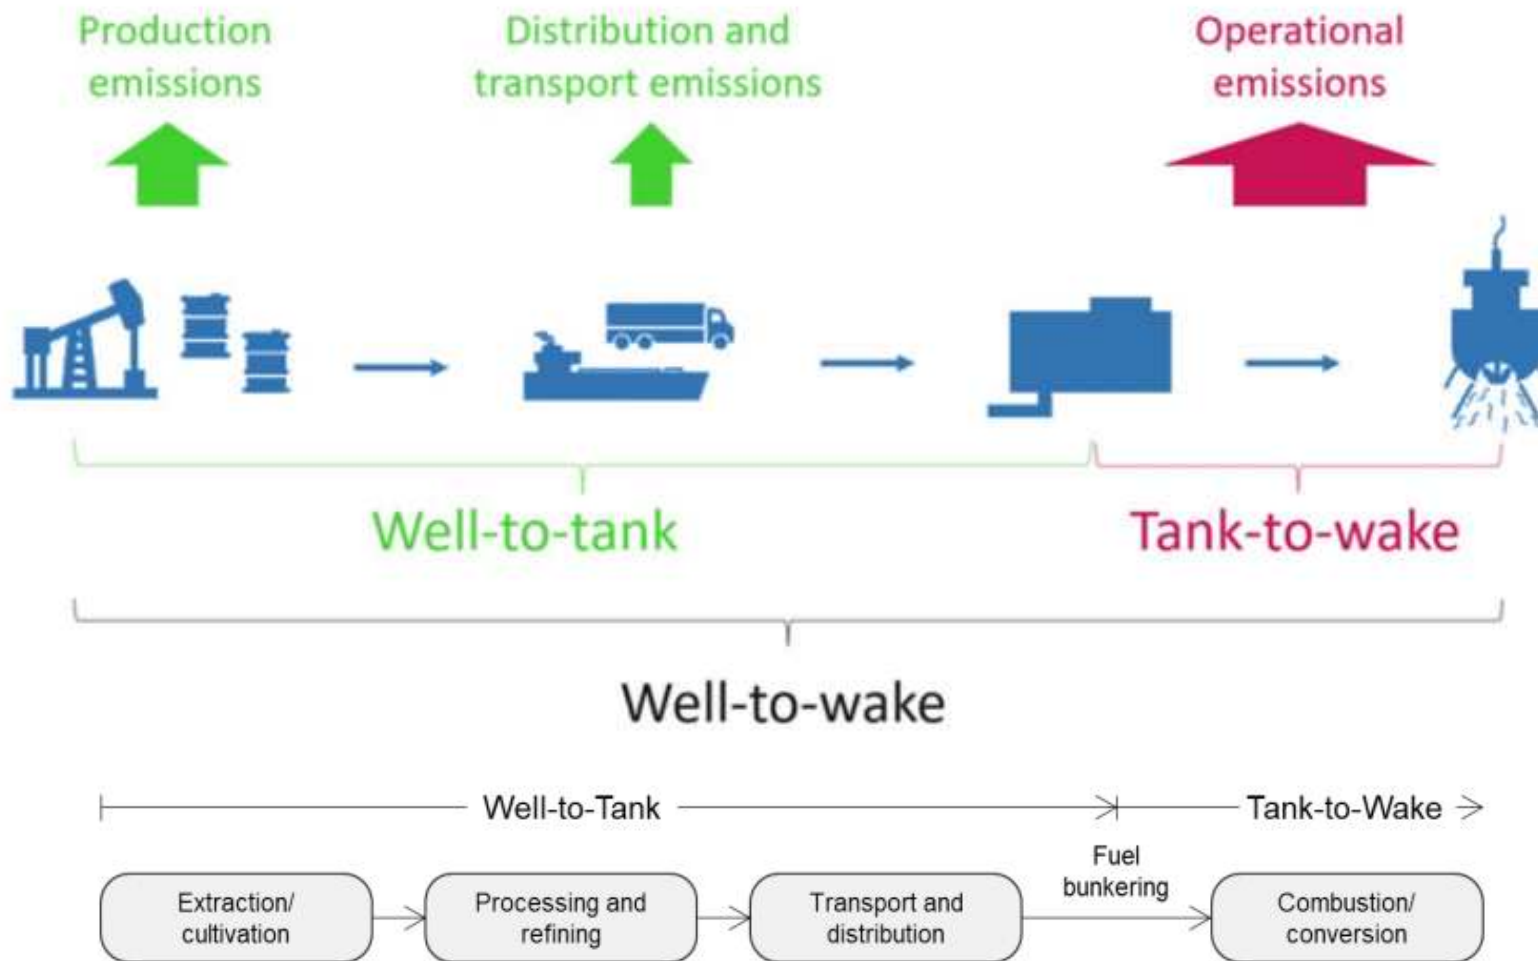 Production
emissions
Distribution and
transport emissions
Operational
emissions
Well-to-tank
Tank-to-wake
Well-to-wake
Well-to-Tank
Tank-to-Wake
Fuel
bunkering
Extraction/
cultivation
Processing and
refining
Transport and
distribution
Combustion/
conversion